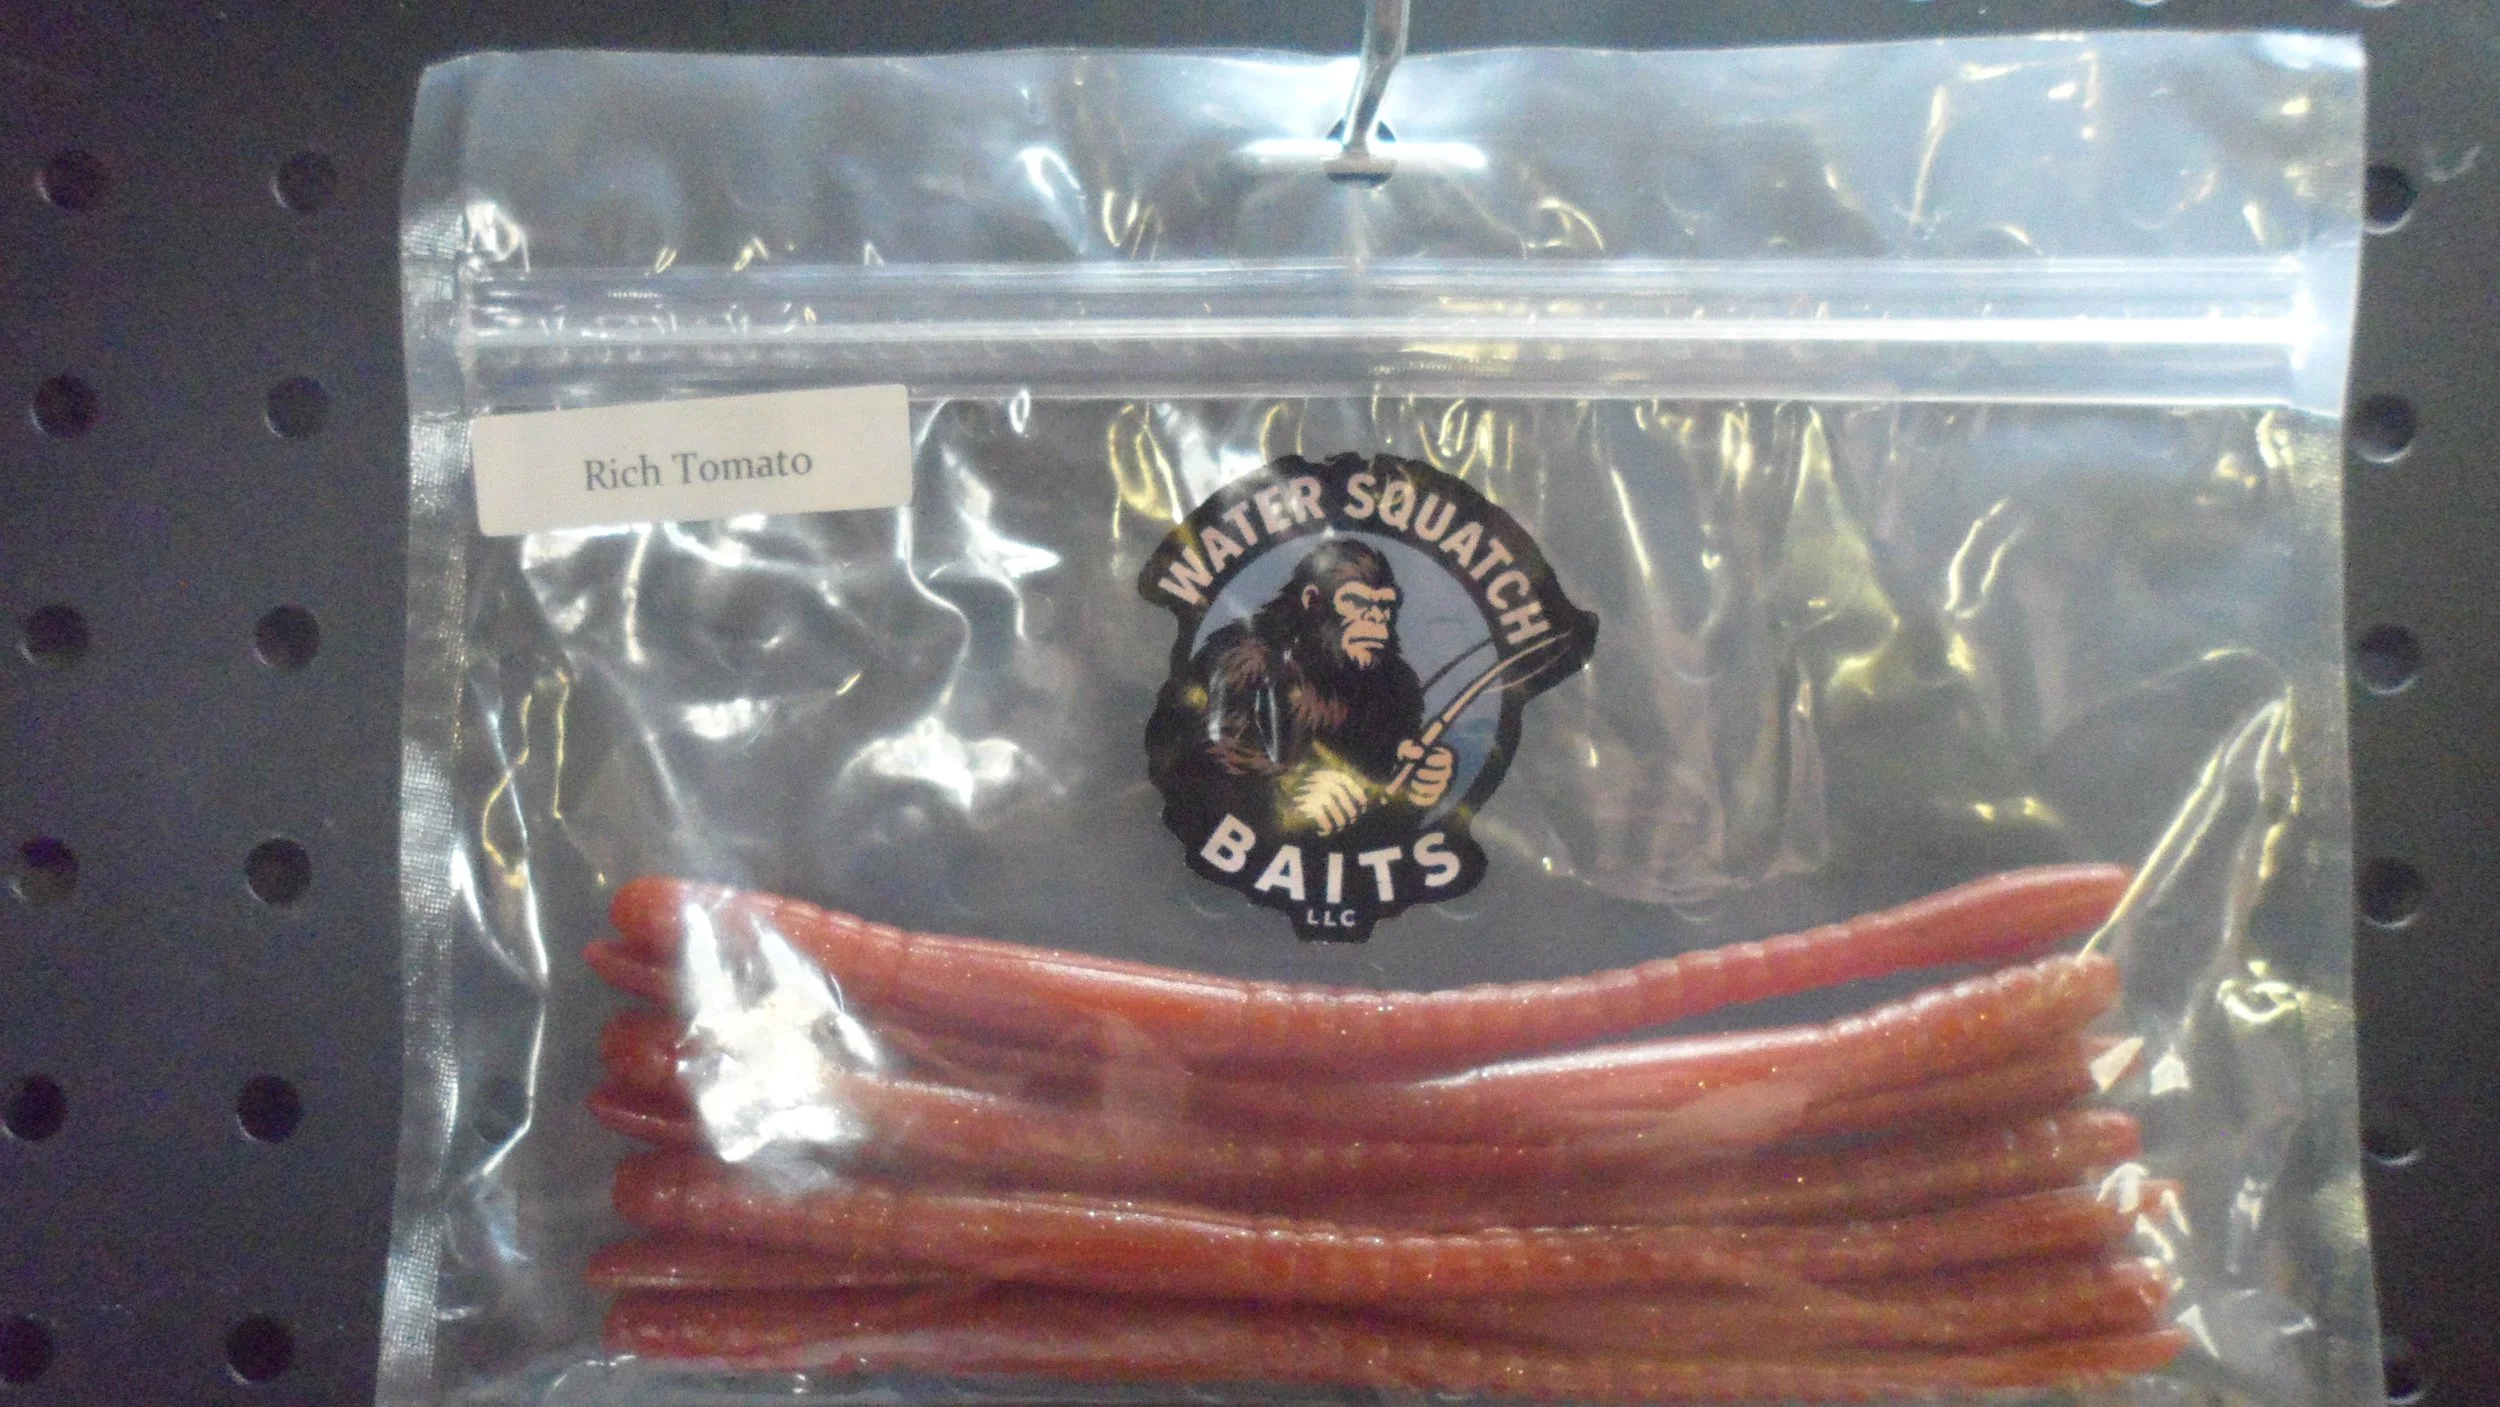 Rich Tomato
WATER SQUATCH
BAITS
LLC